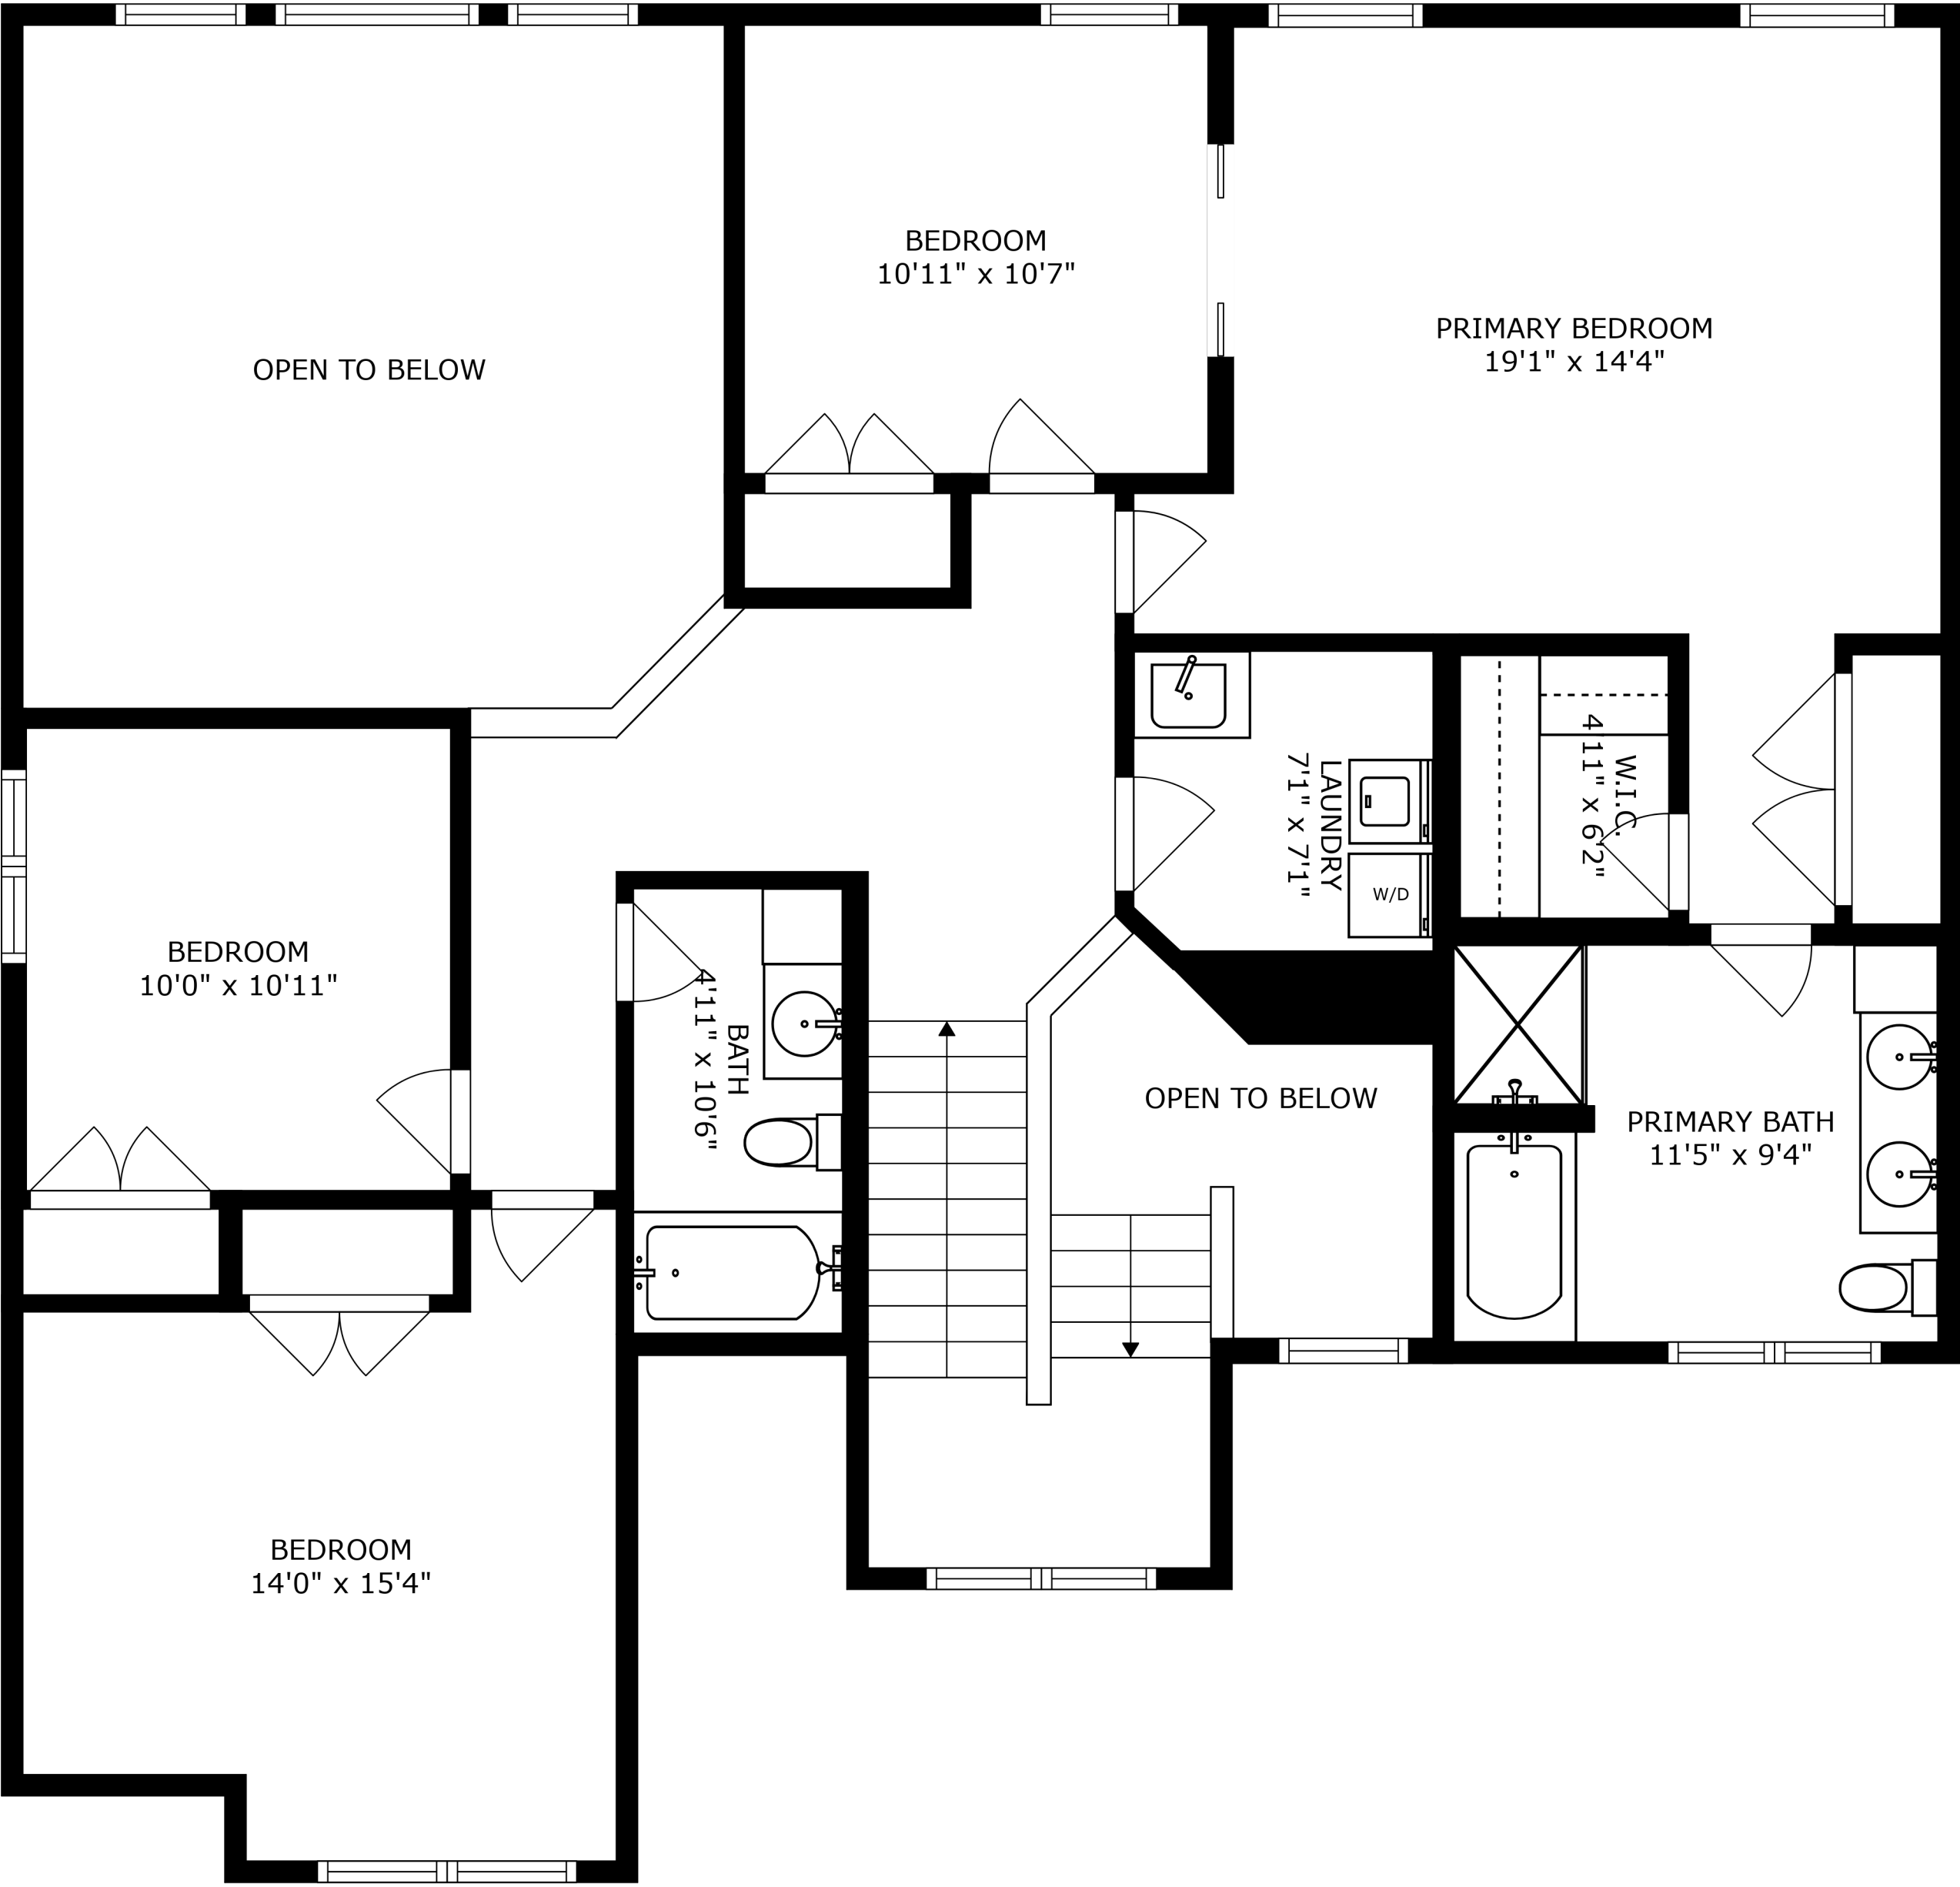 BEDROOM
10'11" x 10'7"
PRIMARY BEDROOM
19'1" x 14'4"
OPEN TO BELOW
LAUNDRY
7'1" x 7'1"
W/D
W.I.C.
4'11" x 6'2"
BEDROOM
10'0" x 10'11"
BATH
4'11" x 10'6"
OPEN TO BELOW
PRIMARY BATH
11'5" x 9'4"
BEDROOM
14'0" x 15'4"